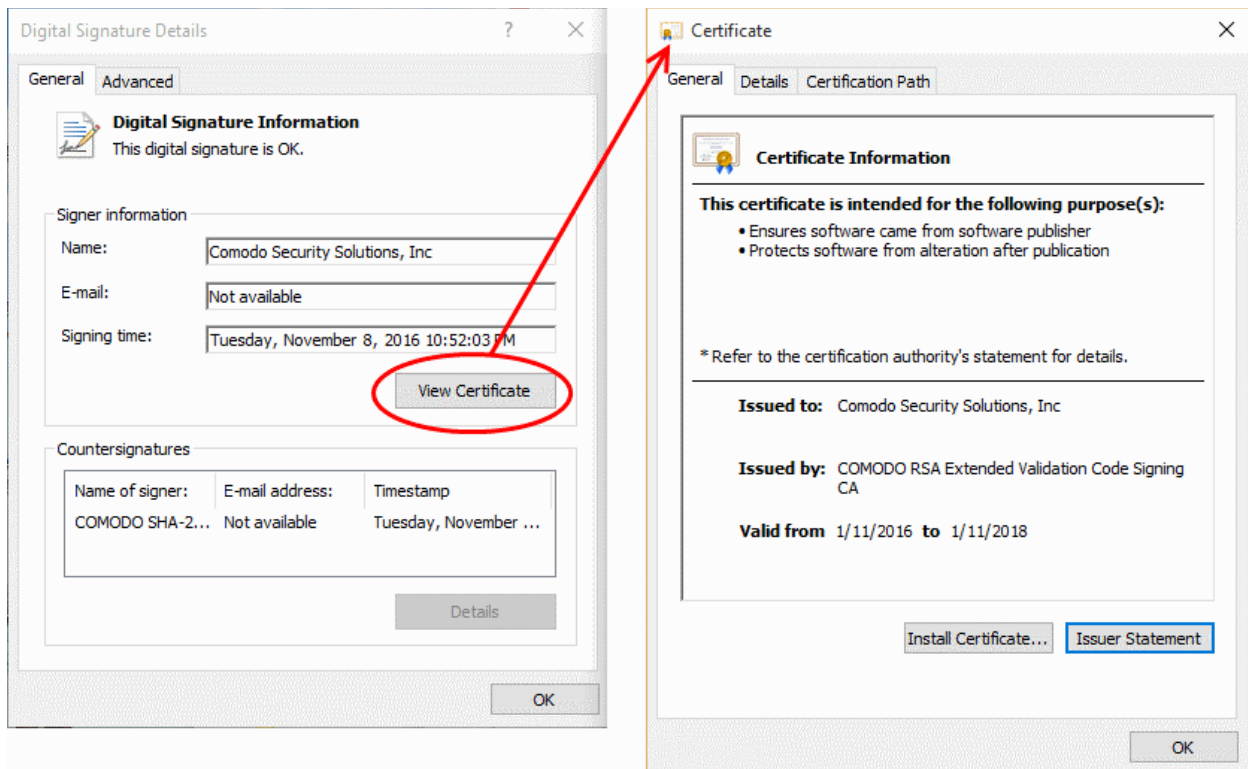 Digital Signature Details
General Advanced
Digital Signature Information
This digital signature is OK.
Signer information
Name: Comodo Security Solutions, Inc
E-mail: Not available
Signing time: Tuesday, November 8, 2016 10:52:03 PM
View Certificate
Countersignatures
Name of signer: E-mail address: Timestamp
COMODO SHA-2... Not available Tuesday, November ...
Details
OK
Certificate
General Details Certification Path
Certificate Information
This certificate is intended for the following purpose(s):
• Ensures software came from software publisher
• Protects software from alteration after publication
* Refer to the certification authority's statement for details.
Issued to: Comodo Security Solutions, Inc
Issued by: COMODO RSA Extended Validation Code Signing
CA
Valid from 1/11/2016 to 1/11/2018
Install Certificate... Issuer Statement
OK